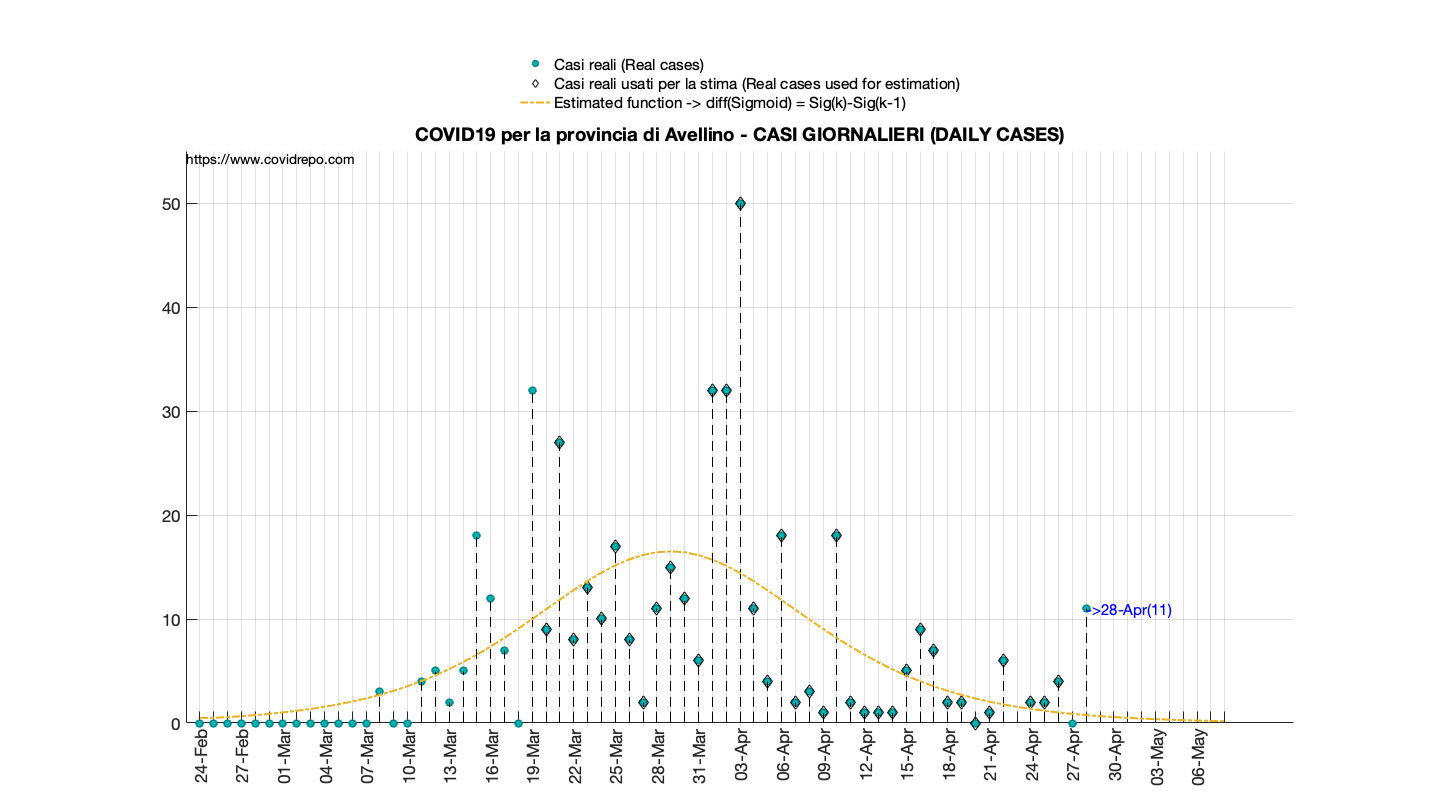 Casi reali (Real cases)
Casi reali usati per la stima (Real cases used for estimation)
Estimated function -> diff(Sigmoid) = Sig(k)-Sig(k-1)
COVID19 per la provincia di Avellino - CASI GIORNALIERI (DAILY CASES)
https://www.covidrepo.com
50
40
30
20
10
0
->28-Apr(11)
24-Feb
27-Feb
01-Mar
04-Mar
07-Mar
10-Mar
13-Mar
16-Mar
19-Mar
22-Mar
25-Mar
28-Mar
31-Mar
03-Apr
06-Apr
09-Apr
12-Apr
15-Apr
18-Apr
21-Apr
24-Apr
27-Apr
30-Apr
03-May
06-May